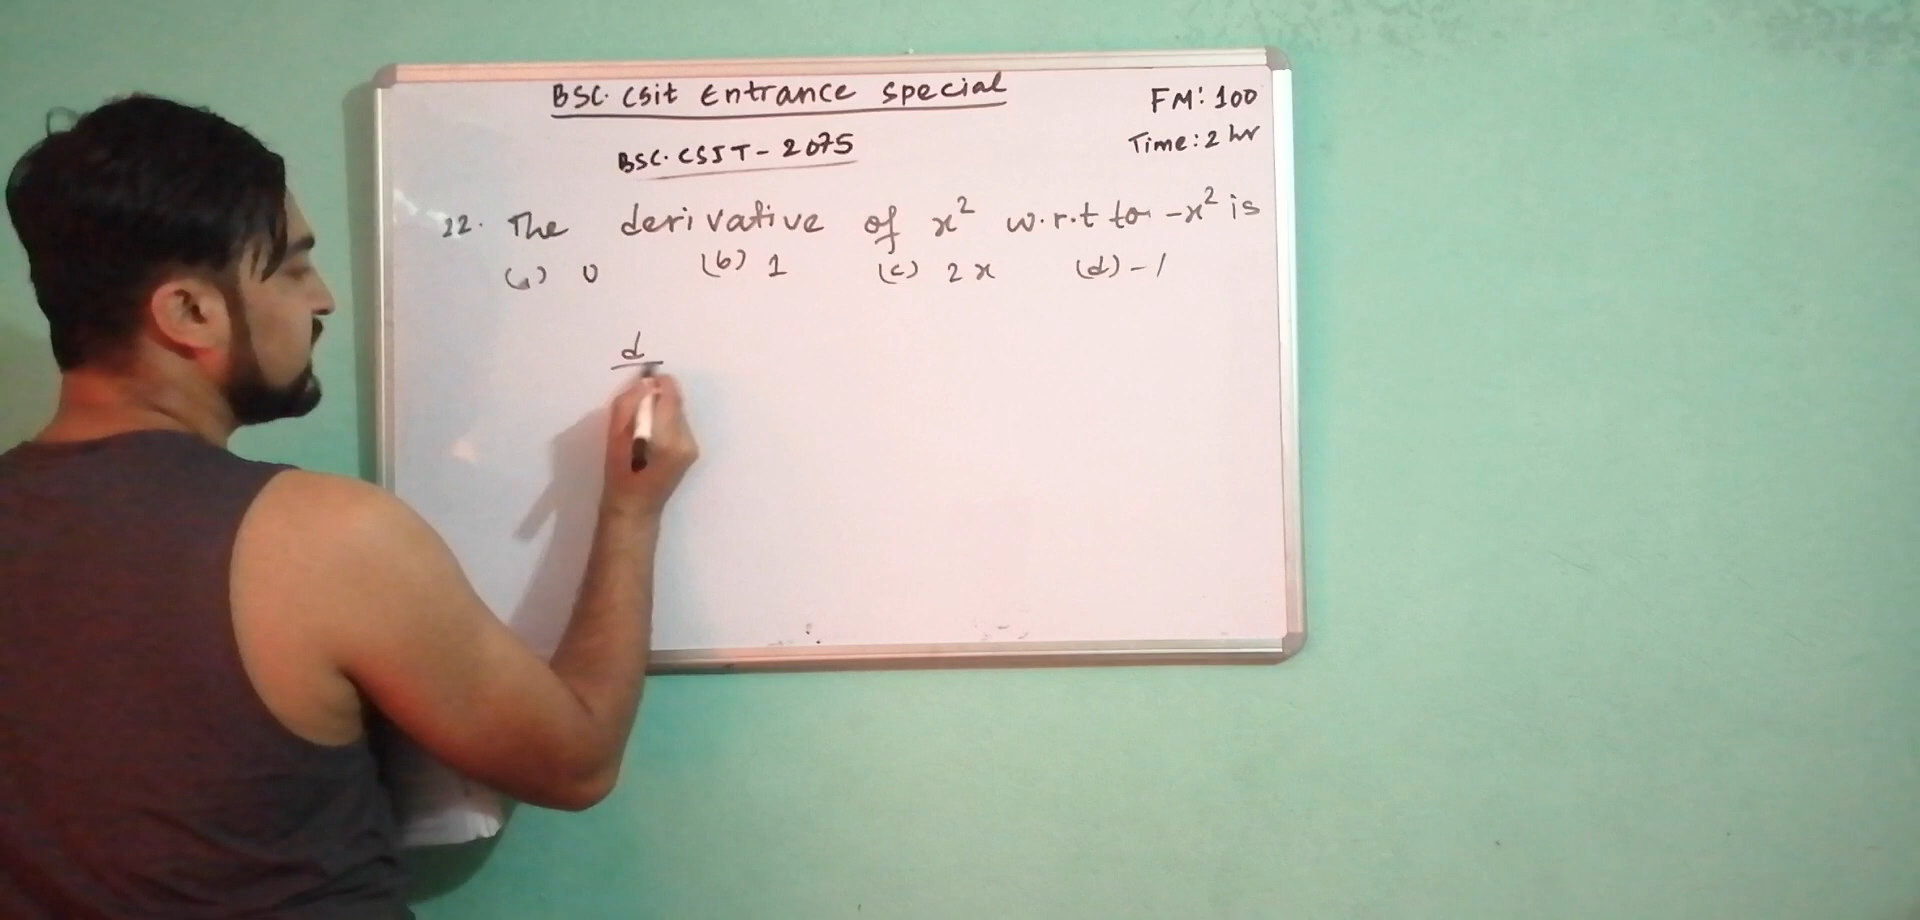 BSC. CSit Entrance Special
FM: 100
BSC. CSIT - 2075
Time: 2 hr
22. The derivative of x² w.r.t to -x² is
(a) 0 (b) 1 (c) 2x (d) -1
d